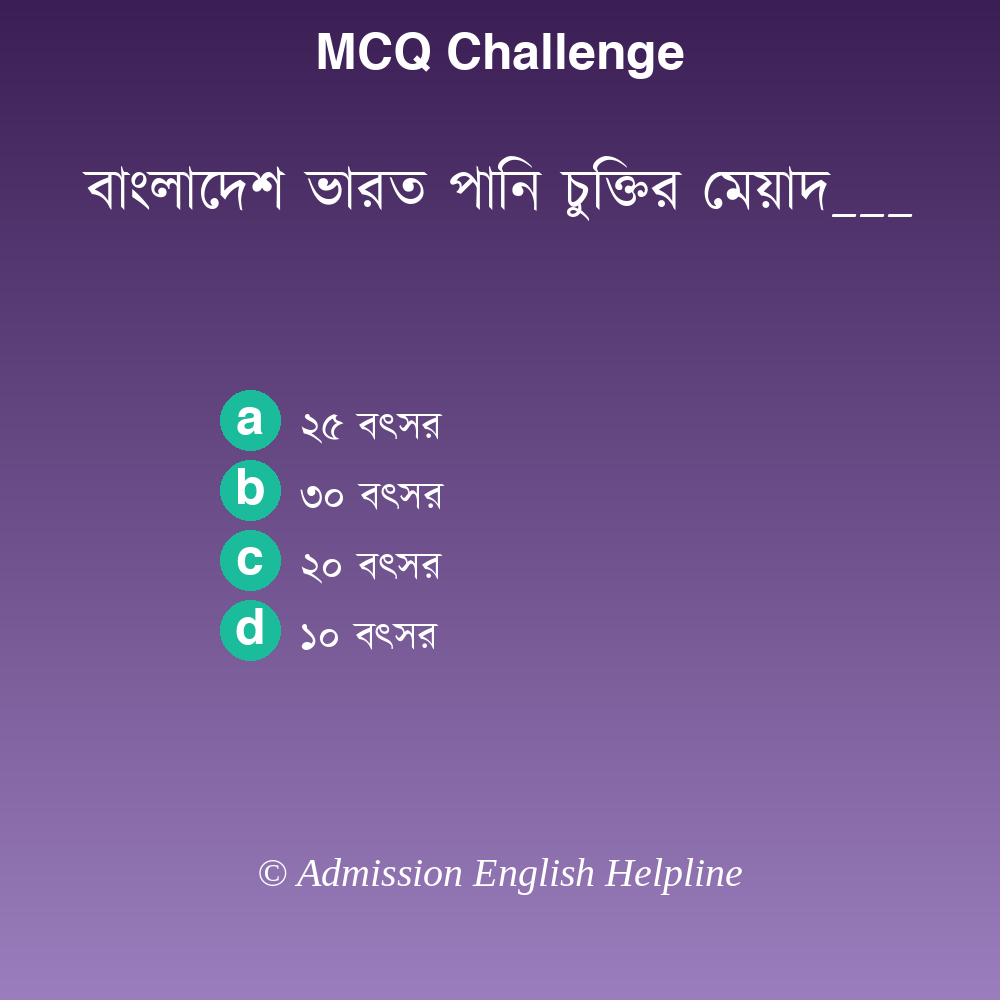 MCQ Challenge
বাংলাদেশ ভারত পানি চুক্তির মেয়াদ___
a ২৫ বৎসর
b ৩০ বৎসর
c ২০ বৎসর
d ১০ বৎসর
© Admission English Helpline